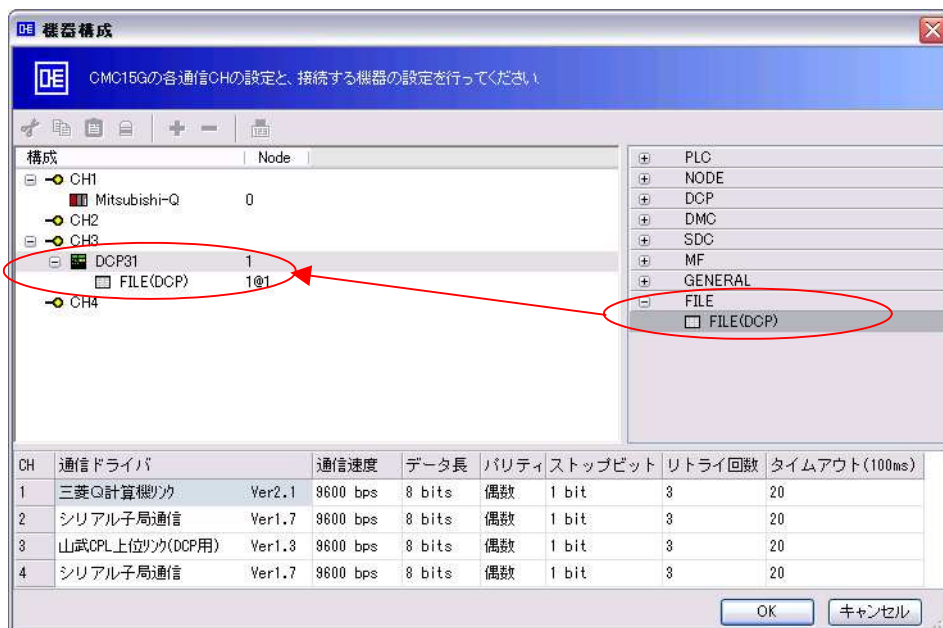 機器構成
CMC15Gの各通信CHの設定と、接続する機器の設定を行ってください
構成 Node
CH1
Mitsubishi-Q 0
CH2
CH3
DCP31 1
FILE(DCP) 1@1
CH4
PLC
NODE
DCP
DMC
SDC
MF
GENERAL
FILE
FILE(DCP)
CH 通信ドライバ 通信速度 データ長 パリティ ストップビット リトライ回数 タイムアウト(100ms)
1 三菱Q計算機リンク Ver2.1 9600 bps 8 bits 偶数 1 bit 3 20
2 シリアル子局通信 Ver1.7 9600 bps 8 bits 偶数 1 bit 3 20
3 山武CPL上位リンク(DCP用) Ver1.3 9600 bps 8 bits 偶数 1 bit 3 20
4 シリアル子局通信 Ver1.7 9600 bps 8 bits 偶数 1 bit 3 20
OK キャンセル